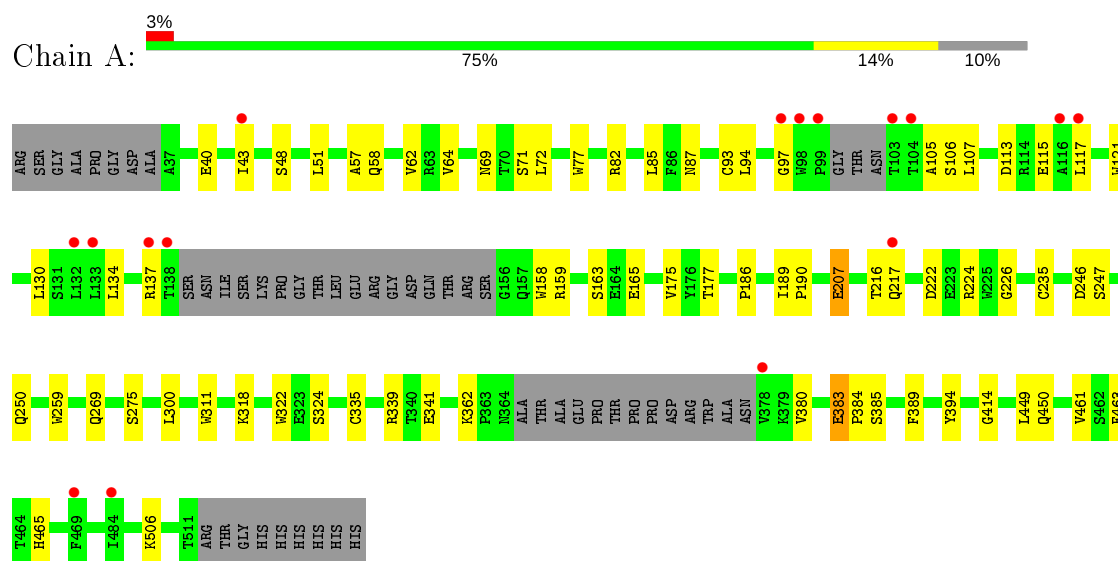 3%
Chain A:
75% 14% 10%
ARG SER GLY ALA PRO GLY ASP ALA A37 E40 I43 S48 L51 A57 Q58 V62 R63 V64 N69 T70 S71 L72 W77 R82 L85 F86 N87 C93 L94 G97 W98 P99 GLY THR ASN T103 T104 A105 S106 L107 D113 R114 E115 A116 L117 W121
L130 S131 L132 L133 L134 R137 T138 SER ASN ILE SER LYS PRO GLY THR LEU GLU ARG GLY ASP GLN THR ARG SER G156 Q157 W158 R159 S163 E164 E165 V175 Y176 T177 P186 I189 P190 E207 T216 Q217 D222 E223 R224 W225 G226 C235 D246 S247
Q250 W259 Q269 S275 L300 W311 K318 W322 E323 S324 C335 R339 T340 E341 K362 P363 N364 ALA THR ALA GLU PRO THR PRO PRO ASP ARG TRP ALA ASN V378 K379 V380 E383 P384 S385 F389 Y394 G414 L449 Q450 V461 S462 E463
T464 H465 F469 I484 K506 T511 ARG THR GLY HIS HIS HIS HIS HIS HIS